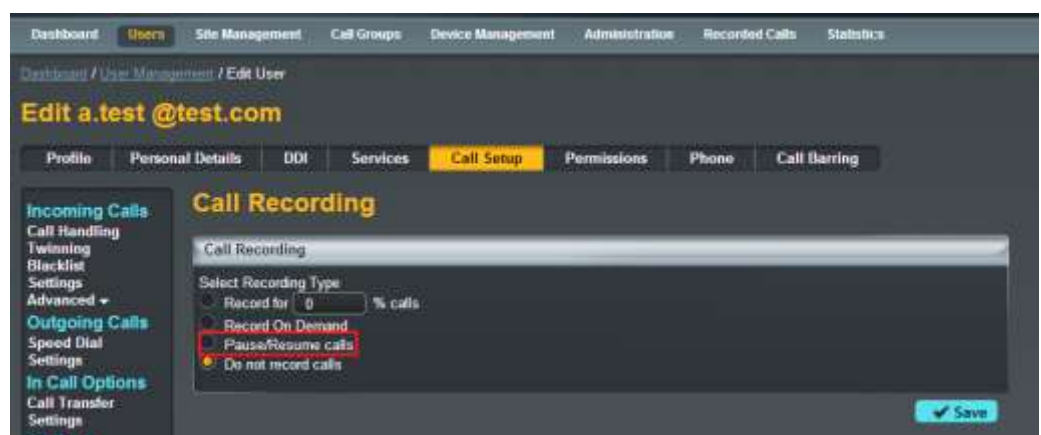 Dashboard Users Site Management Call Groups Device Management Administration Recorded Calls Statistics
Dashboard / User Management / Edit User
Edit a.test @test.com
Profile Personal Details DDI Services Call Setup Permissions Phone Call Barring
Incoming Calls
Call Handling
Twinning
Blacklist
Settings
Advanced
Outgoing Calls
Speed Dial
Settings
In Call Options
Call Transfer
Settings
Call Recording
Call Recording
Select Recording Type
Record for 0 % calls
Record On Demand
Pause/Resume calls
Do not record calls
Save